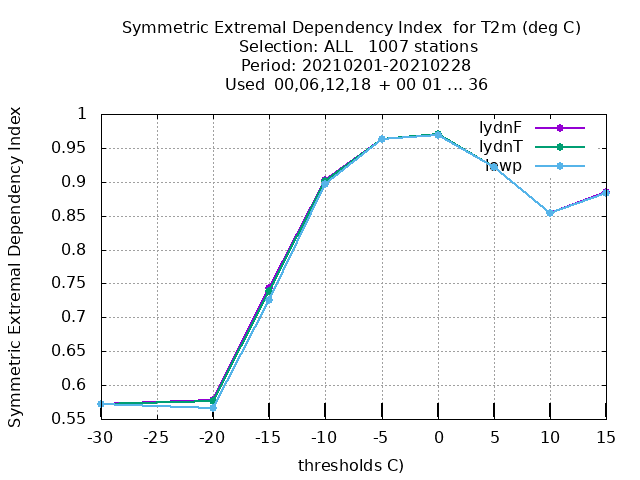 Symmetric Extremal Dependency Index  for T2m (deg C)
Selection: ALL   1007 stations
Period: 20210201-20210228
Used  00,06,12,18  + 00 01 ... 36
Symmetric Extremal Dependency Index
1
0.95
0.9
0.85
0.8
0.75
0.7
0.65
0.6
0.55
lydnF
lydnT
lowp
-30 -25 -20 -15 -10 -5 0 5 10 15
thresholds C)